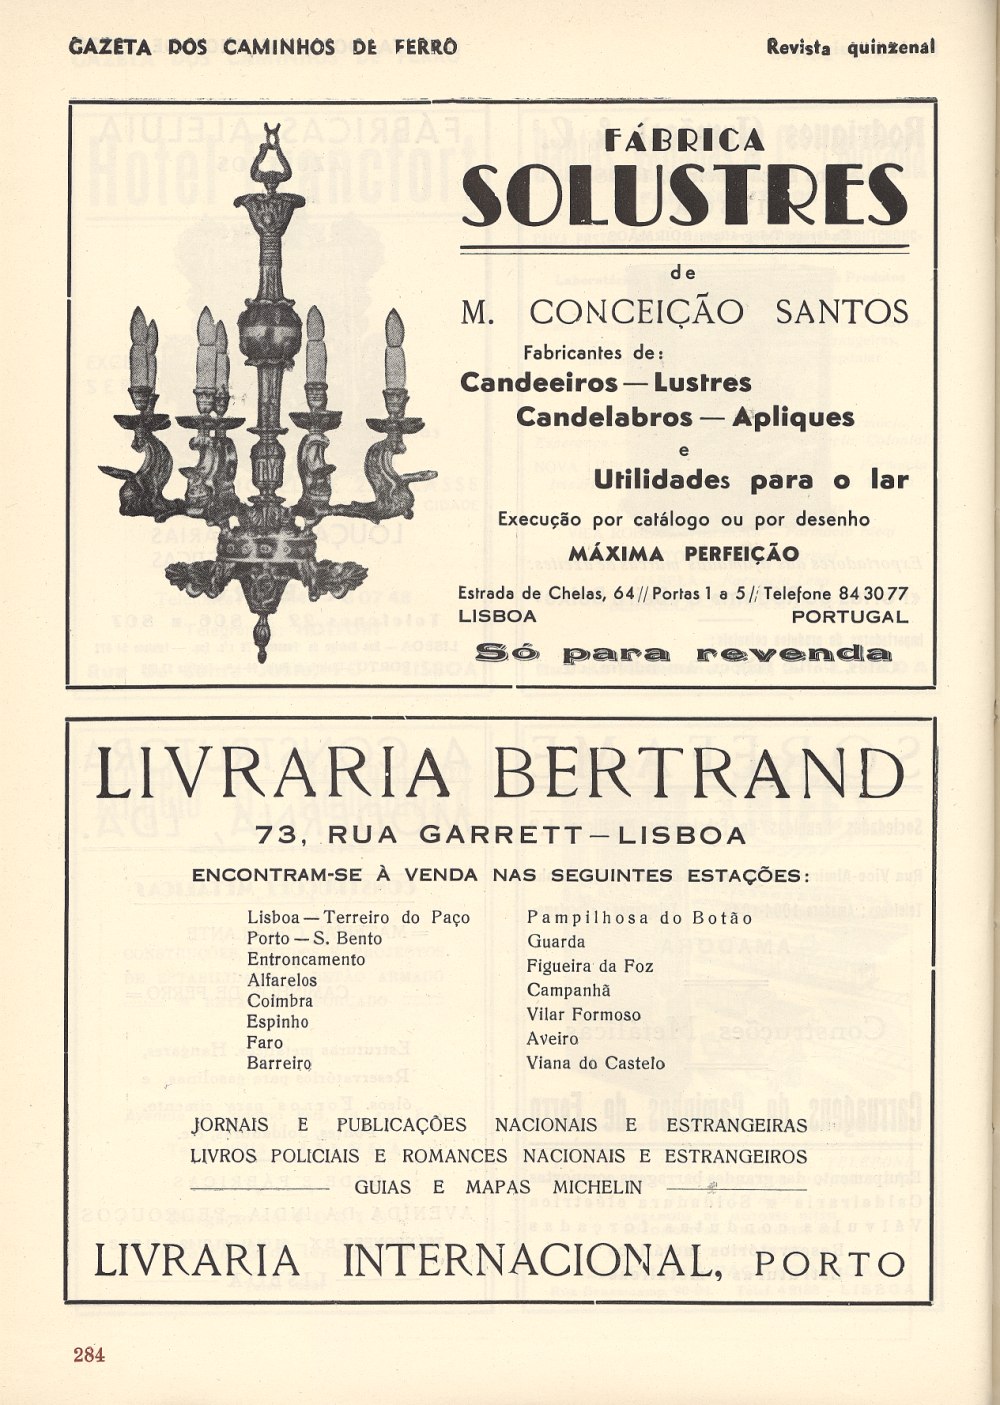 GAZETA DOS CAMINHOS DE FERRO
Revista quinzenal
FÁBRICA
SOLUSTRES
de
M. CONCEIÇÃO SANTOS
Fabricantes de:
Candeeiros — Lustres
Candelabros — Apliques
e
Utilidades para o lar
Execução por catálogo ou por desenho
MÁXIMA PERFEIÇÃO
Estrada de Chelas, 64 // Portas 1 a 5 // Telefone 84 30 77
LISBOA PORTUGAL
Só para revenda
LIVRARIA BERTRAND
73, RUA GARRETT — LISBOA
ENCONTRAM-SE À VENDA NAS SEGUINTES ESTAÇÕES:
Lisboa — Terreiro do Paço
Porto — S. Bento
Entroncamento
Alfarelos
Coimbra
Espinho
Faro
Barreiro
Pampilhosa do Botão
Guarda
Figueira da Foz
Campanhã
Vilar Formoso
Aveiro
Viana do Castelo
JORNAIS E PUBLICAÇÕES NACIONAIS E ESTRANGEIRAS
LIVROS POLICIAIS E ROMANCES NACIONAIS E ESTRANGEIROS
GUIAS E MAPAS MICHELIN
LIVRARIA INTERNACIONAL, PORTO
284